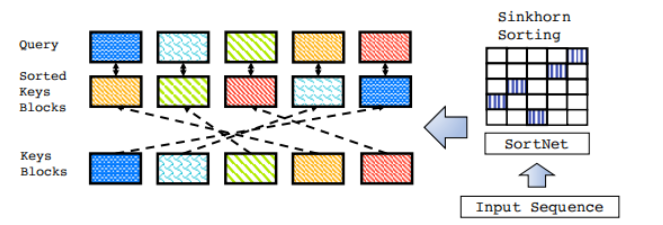 Query
Sorted
Keys
Blocks
Keys
Blocks
Sinkhorn
Sorting
SortNet
Input Sequence